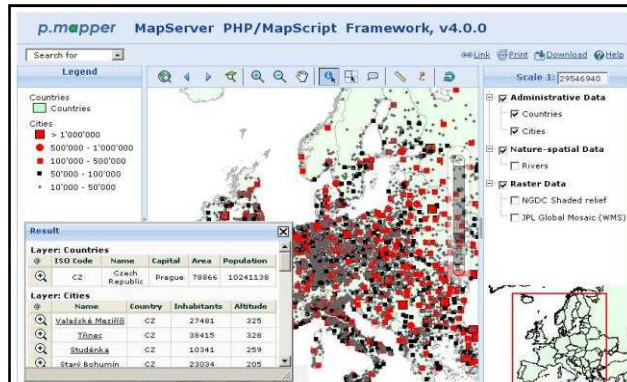 p.mapper MapServer PHP/MapScript Framework, v4.0.0
Search for
Link Print Download Help
Legend
Countries
Countries
Cities
> 1'000'000
500'000 - 1'000'000
100'000 - 500'000
50'000 - 100'000
10'000 - 50'000
Scale 1: 29546940
Administrative Data
Countries
Cities
Nature-spatial Data
Rivers
Raster Data
NGDC Shaded relief
JPL Global Mosaic (WMS)
Result
Layer: Countries
@ ISO Code Name Capital Area Population
CZ Czech Republic Prague 78866 10241138
Layer: Cities
@ Name Country Inhabitants Altitude
Valašské Meziříčí CZ 27481 325
Třinec CZ 38415 328
Studénka CZ 10341 259
Starý Bohumín CZ 23034 205